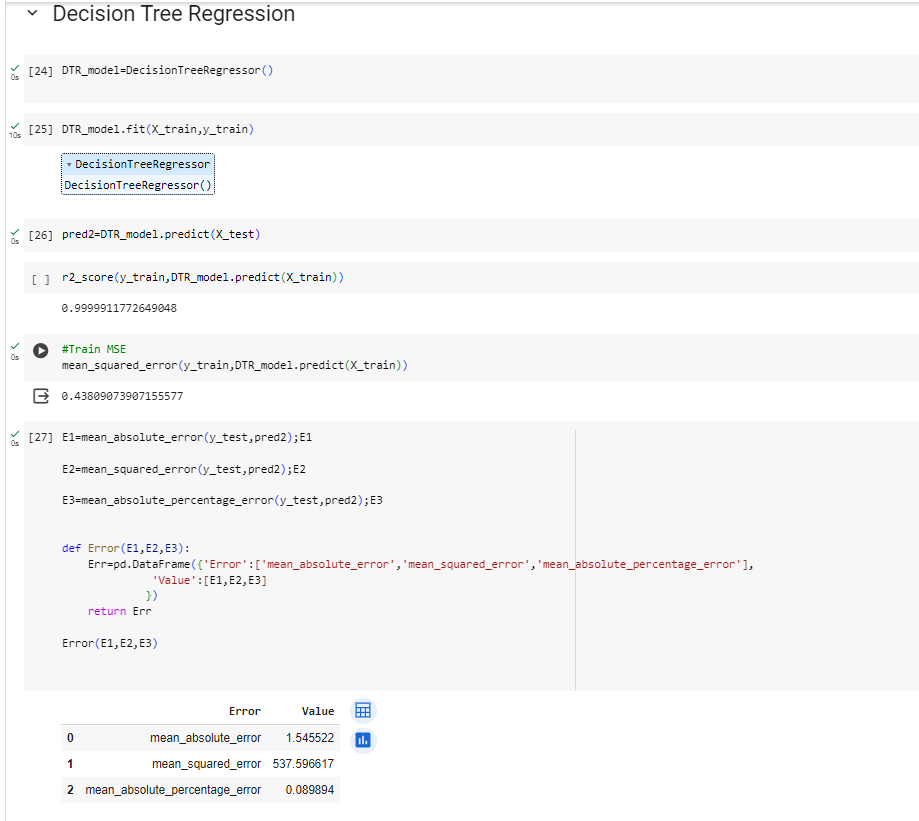 Decision Tree Regression
0s [24] DTR_model=DecisionTreeRegressor()
10s [25] DTR_model.fit(X_train,y_train)
DecisionTreeRegressor
DecisionTreeRegressor()
0s [26] pred2=DTR_model.predict(X_test)
[ ] r2_score(y_train,DTR_model.predict(X_train))
0.9999911772649048
0s #Train MSE
mean_squared_error(y_train,DTR_model.predict(X_train))
0.43809073907155577
0s [27] E1=mean_absolute_error(y_test,pred2);E1
E2=mean_squared_error(y_test,pred2);E2
E3=mean_absolute_percentage_error(y_test,pred2);E3
def Error(E1,E2,E3):
Err=pd.DataFrame({'Error':['mean_absolute_error','mean_squared_error','mean_absolute_percentage_error'],
'Value':[E1,E2,E3]
})
return Err
Error(E1,E2,E3)
Error Value
0 mean_absolute_error 1.545522
1 mean_squared_error 537.596617
2 mean_absolute_percentage_error 0.089894